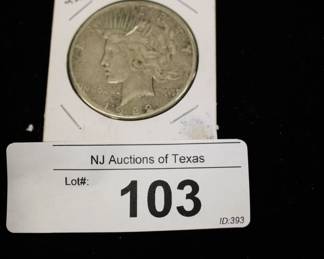 NJ Auctions of Texas
Lot#:
103
ID:393